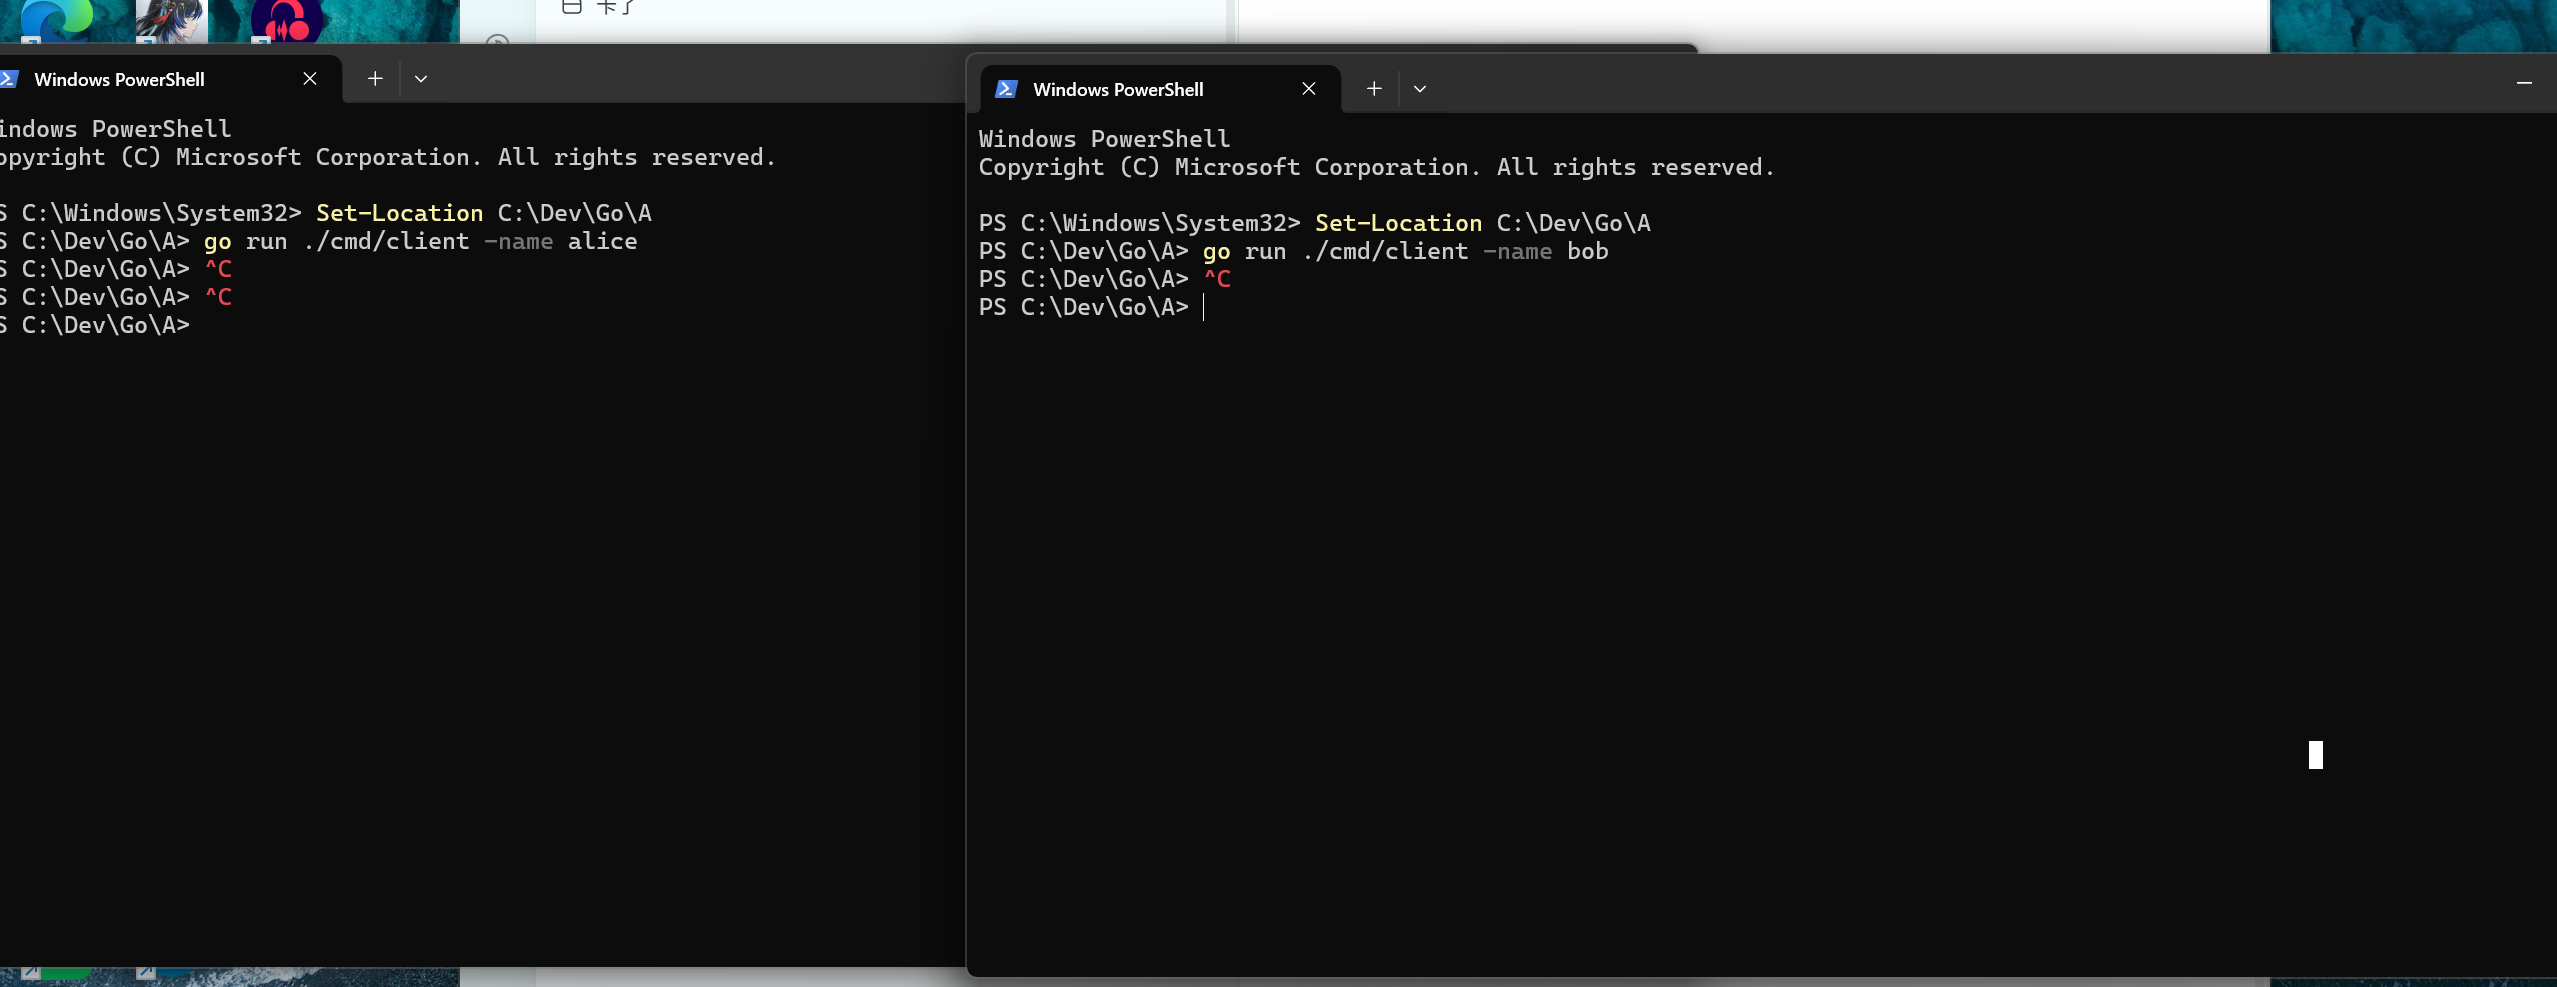 Windows PowerShell
indows PowerShell
opyright (C) Microsoft Corporation. All rights reserved.
S C:\Windows\System32> Set-Location C:\Dev\Go\A
S C:\Dev\Go\A> go run ./cmd/client -name alice
S C:\Dev\Go\A> ^C
S C:\Dev\Go\A> ^C
S C:\Dev\Go\A>
Windows PowerShell
Windows PowerShell
Copyright (C) Microsoft Corporation. All rights reserved.
PS C:\Windows\System32> Set-Location C:\Dev\Go\A
PS C:\Dev\Go\A> go run ./cmd/client -name bob
PS C:\Dev\Go\A> ^C
PS C:\Dev\Go\A>